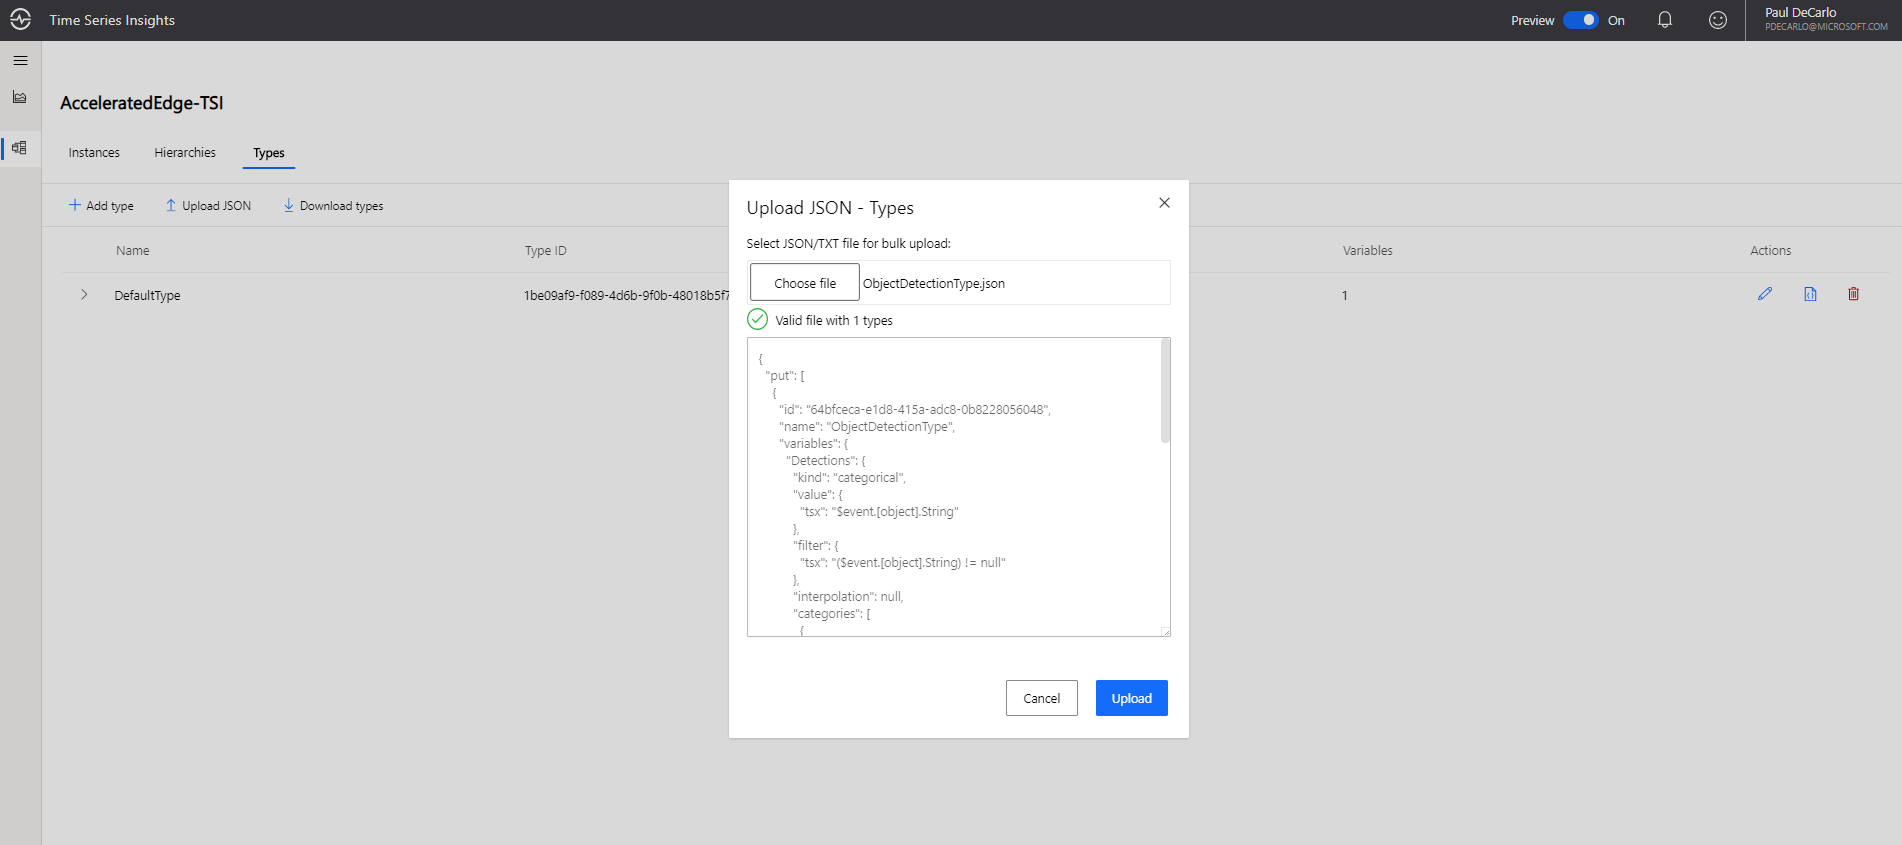 Time Series Insights
Preview On
Paul DeCarlo
PDECARLO@MICROSOFT.COM
AcceleratedEdge-TSI
Instances Hierarchies Types
Add type Upload JSON Download types
Name Type ID Variables Actions
DefaultType 1be09af9-f089-4d6b-9f0b-48018b5f7 1
Upload JSON - Types
Select JSON/TXT file for bulk upload:
Choose file ObjectDetectionType.json
Valid file with 1 types
{
"put": [
{
"id": "64bfceca-e1d8-415a-adc8-0b8228056048",
"name": "ObjectDetectionType",
"variables": {
"Detections": {
"kind": "categorical",
"value": {
"tsx": "$event.[object].String"
},
"filter": {
"tsx": "($event.[object].String) != null"
},
"interpolation": null,
"categories": [
{
Cancel Upload